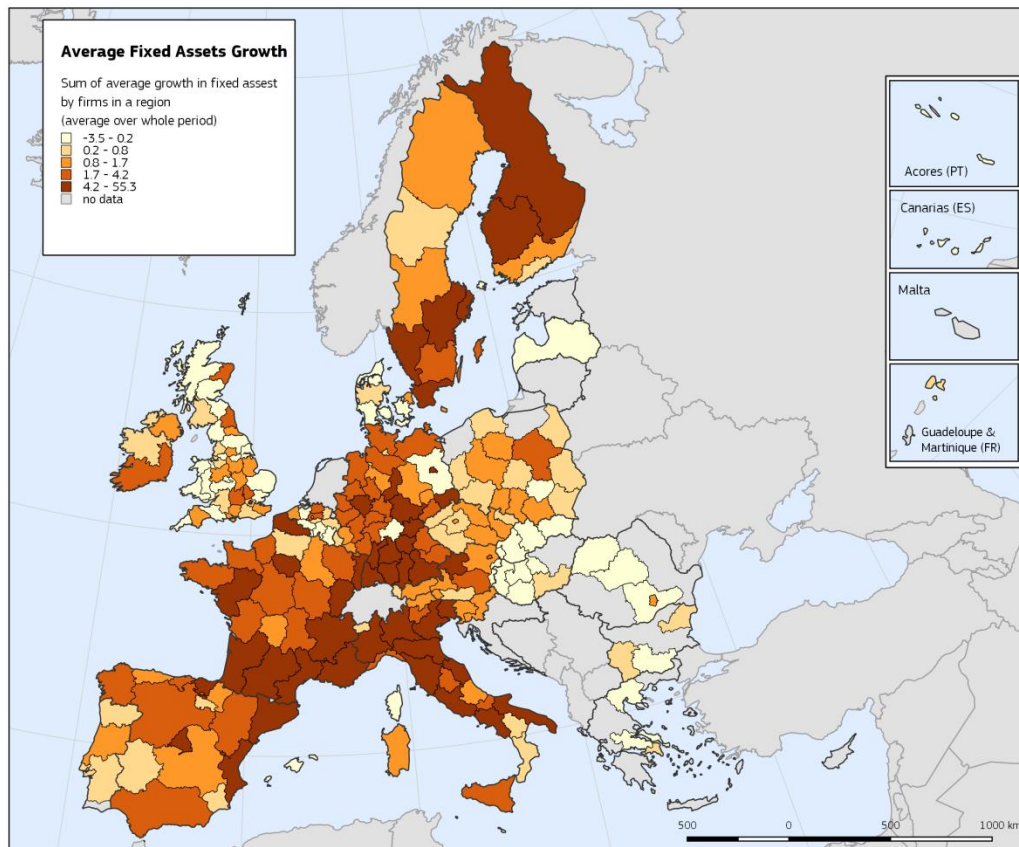 Average Fixed Assets Growth
Sum of average growth in fixed assest
by firms in a region
(average over whole period)
-3.5 - 0.2
0.2 - 0.8
0.8 - 1.7
1.7 - 4.2
4.2 - 55.3
no data
Acores (PT)
Canarias (ES)
Malta
Guadeloupe &
Martinique (FR)
500 0 500 1000 km